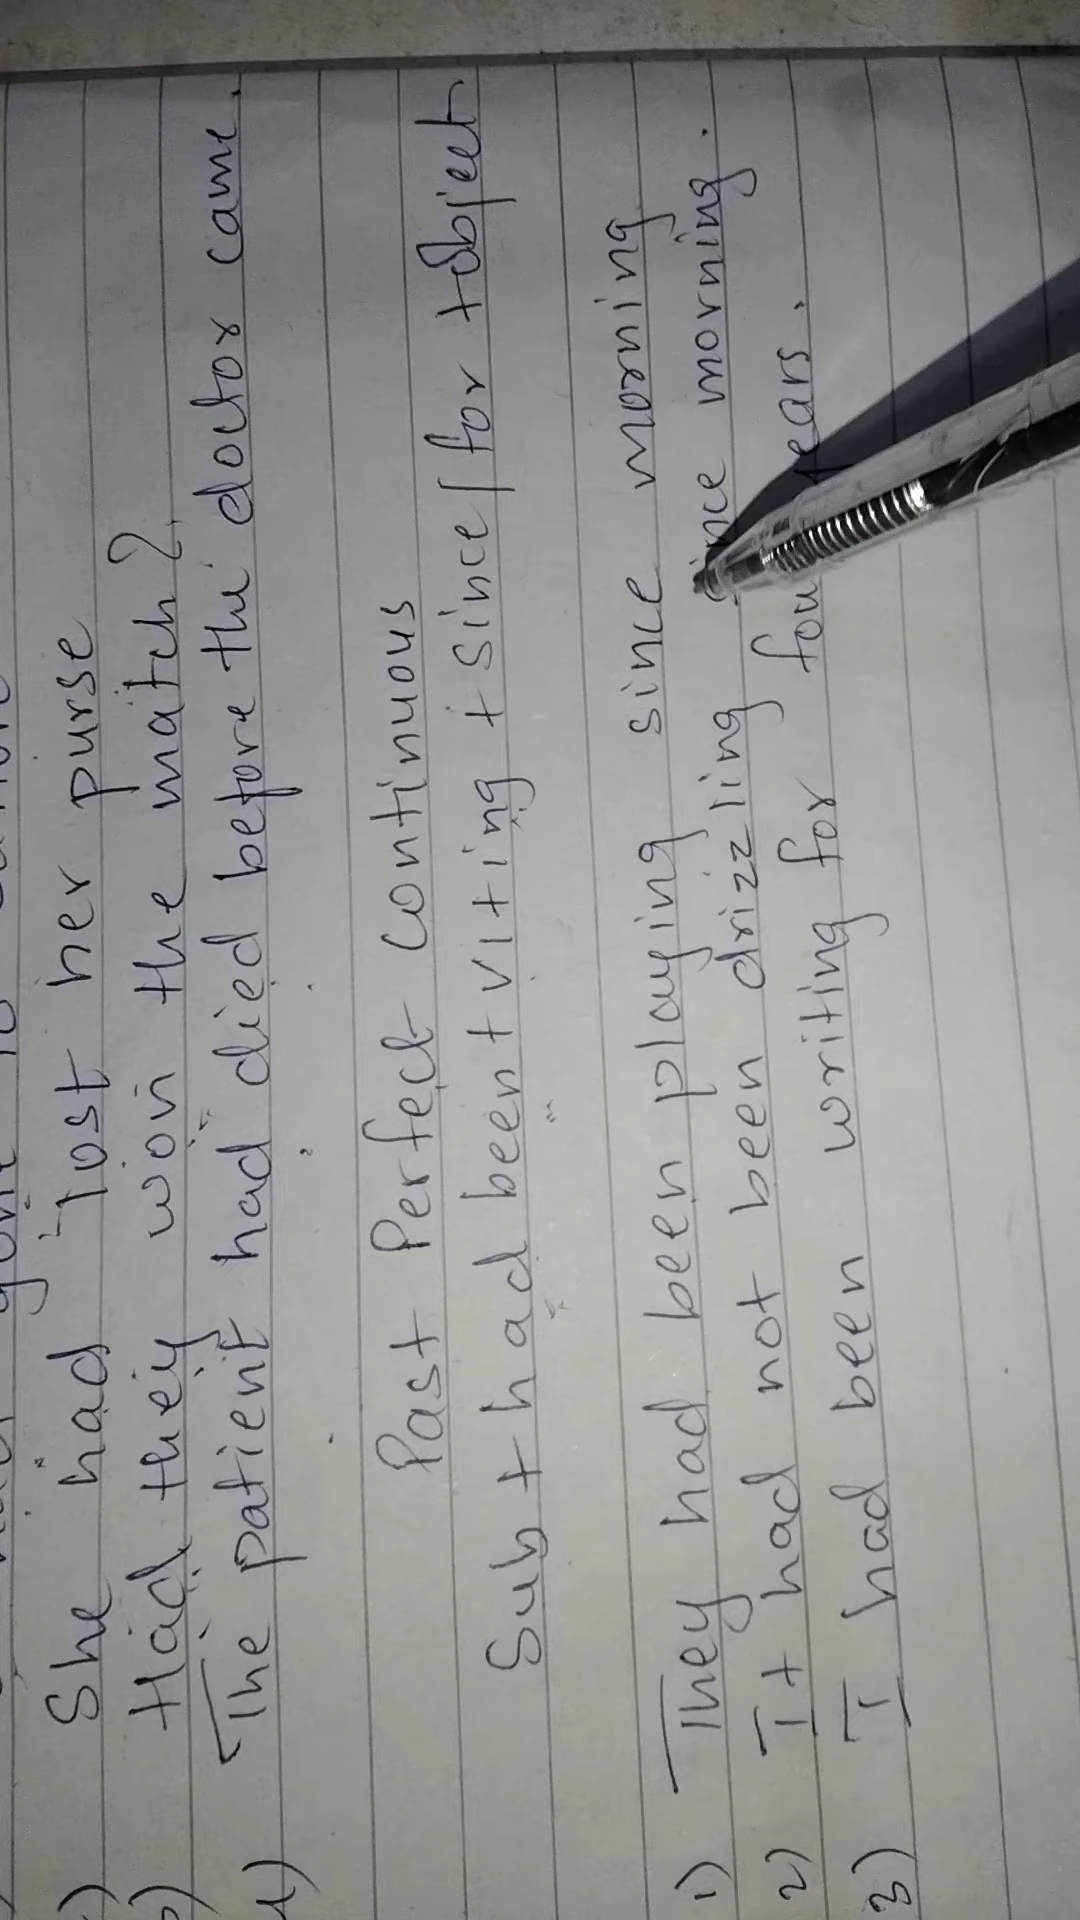 She had lost her purse
Had they won the match?
The patient had died before the doctor came.
Past Perfect Continuous
Sub + had been + V1 + ing + since/for + object
1) They had been playing since morning
2) It had not been drizzling since morning.
3) I had been writing for four years.